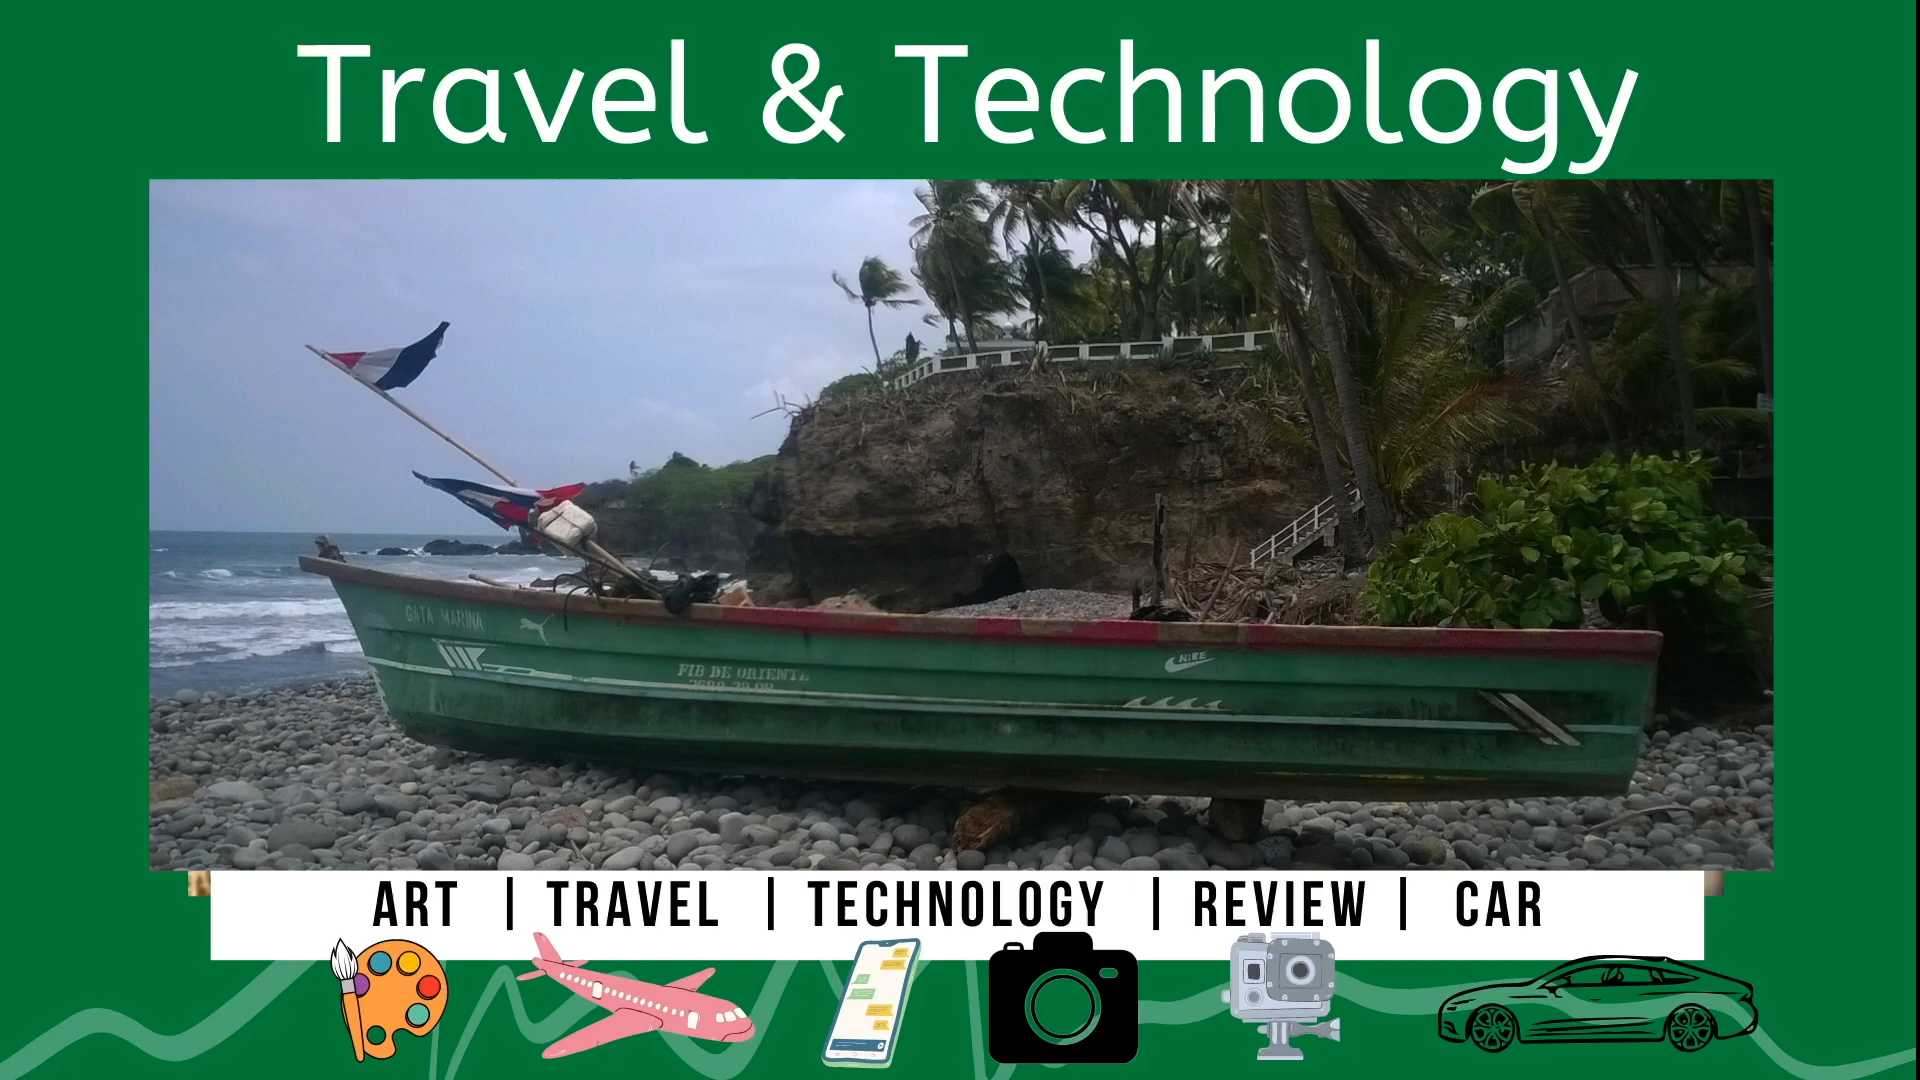 Travel & Technology
GATA MARINA
FIB DE ORIENTE
NIKE
ART | TRAVEL | TECHNOLOGY | REVIEW | CAR